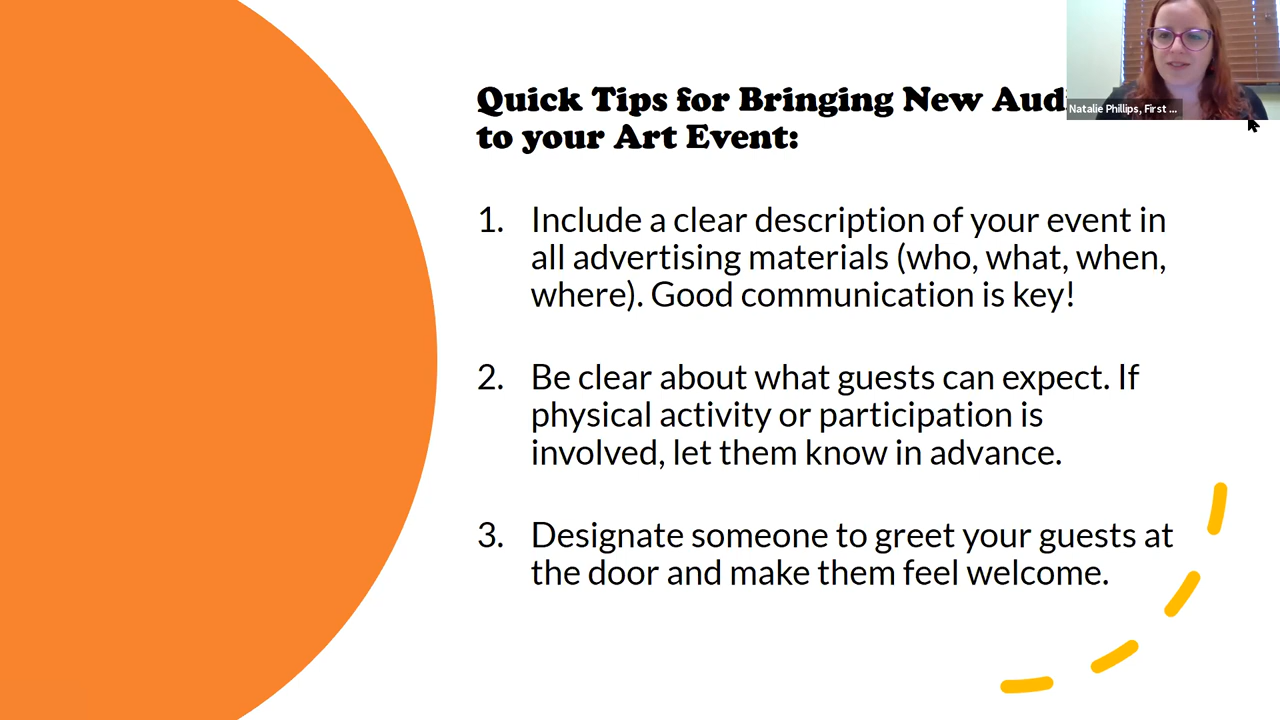 Quick Tips for Bringing New
to your Art Event:
1. Include a clear description of your event in
all advertising materials (who, what, when,
where). Good communication is key!
2. Be clear about what guests can expect. If
physical activity or participation is
involved, let them know in advance.
3. Designate someone to greet your guests at
the door and make them feel welcome.
Natalie Phillips, First ...